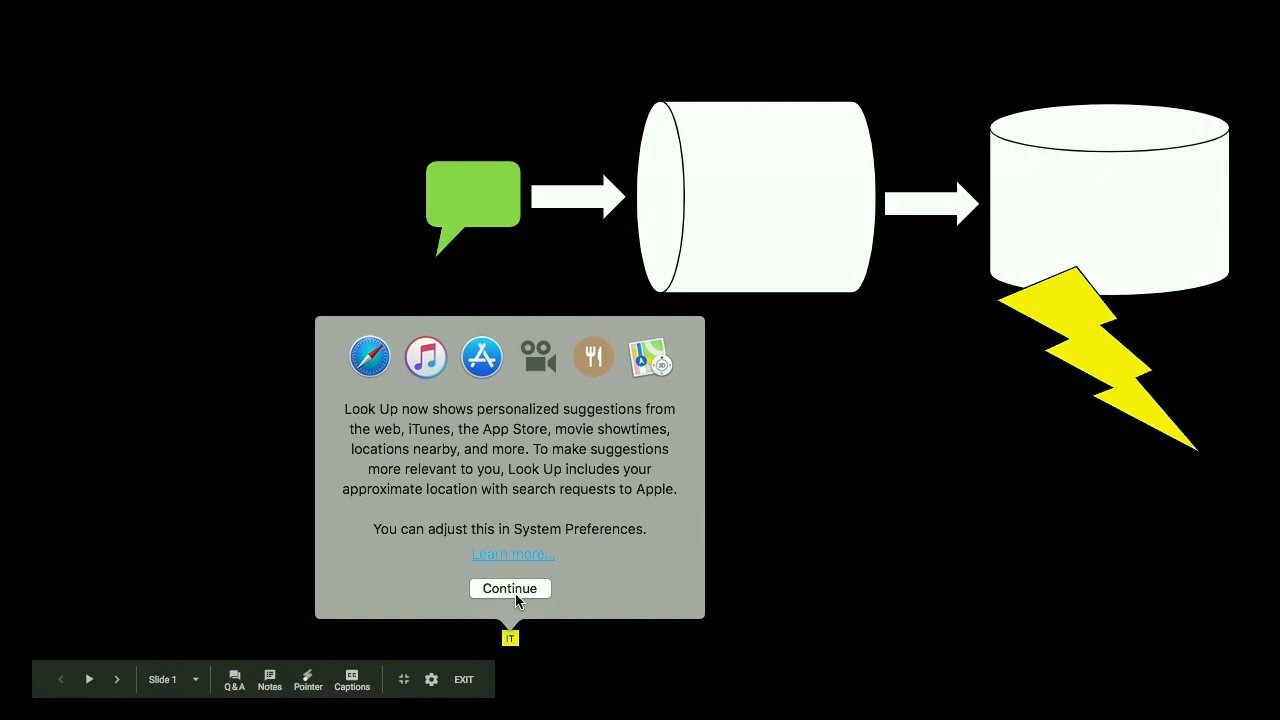 3D
Look Up now shows personalized suggestions from
the web, iTunes, the App Store, movie showtimes,
locations nearby, and more. To make suggestions
more relevant to you, Look Up includes your
approximate location with search requests to Apple.
You can adjust this in System Preferences.
Learn more...
Continue
IT
Slide 1
Q&A
Notes
Pointer
Captions
EXIT